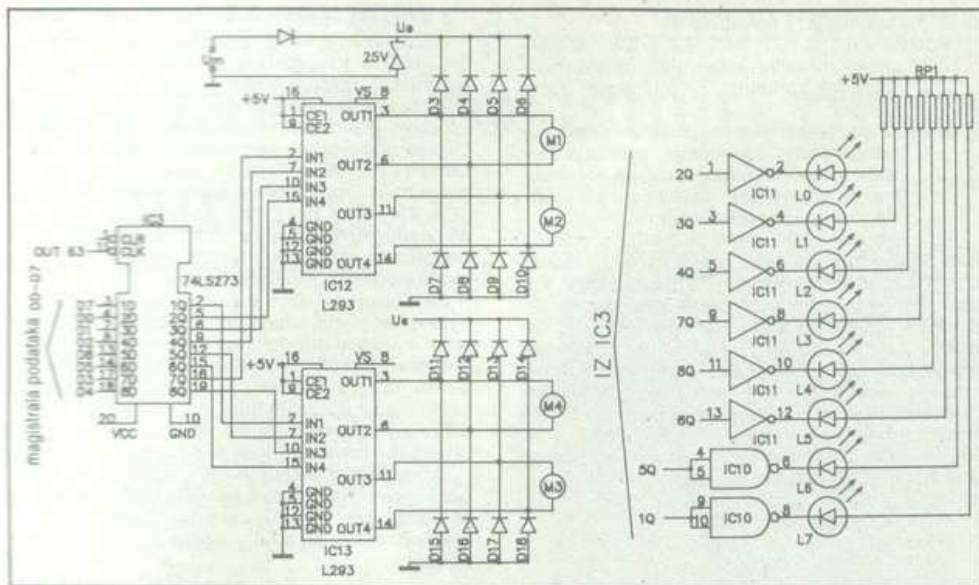 Us
25V
+5V
16
VS 8
1 CE1
9 CE2
OUT1 3
2 IN1
7 IN2
10 IN3
15 IN4
OUT2 6
OUT3 11
4 GND
5 GND
12 GND
13 GND
OUT4 14
IC12
L293
D3 D4 D5 D6
M1
M2
D7 D8 D9 D10
OUT 63
74LS273
magistrala podataka D0-D7
1Q 2
2Q 5
3Q 6
4Q 9
5Q 12
6Q 15
7Q 16
8Q 19
20 10
VCC GND
Us
+5V
16
VS 8
1 CE1
9 CE2
OUT1 3
2 IN1
7 IN2
10 IN3
15 IN4
OUT2 6
OUT3 11
4 GND
5 GND
12 GND
13 GND
OUT4 14
IC13
L293
D11 D12 D13 D14
M4
M3
D15 D16 D17 D18
IZ IC3
+5V RP1
2Q 1 2
IC11 L0
3Q 3 4
IC11 L1
4Q 5 6
IC11 L2
7Q 9 8
IC11 L3
8Q 11 10
IC11 L4
6Q 13 12
IC11 L5
5Q 4 5 IC10 6
L6
1Q 9 10 IC10 8
L7